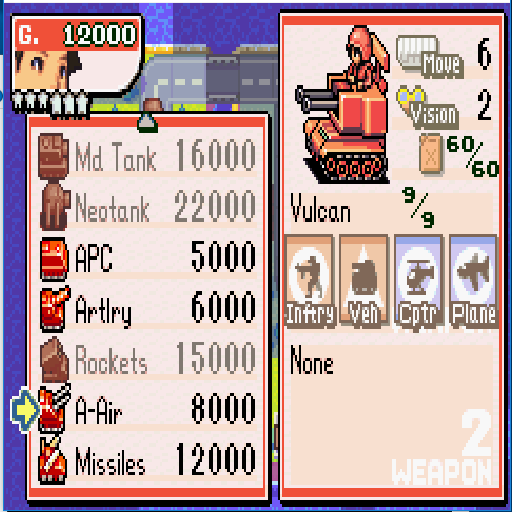 G. 12000
Md Tank 16000
Neotank 22000
APC 5000
Artlry 6000
Rockets 15000
A-Air 8000
Missiles 12000
Move 6
Vision 2
60/60
Vulcan 9/9
Inftry Veh Cptr Plane
None
2
WEAPON